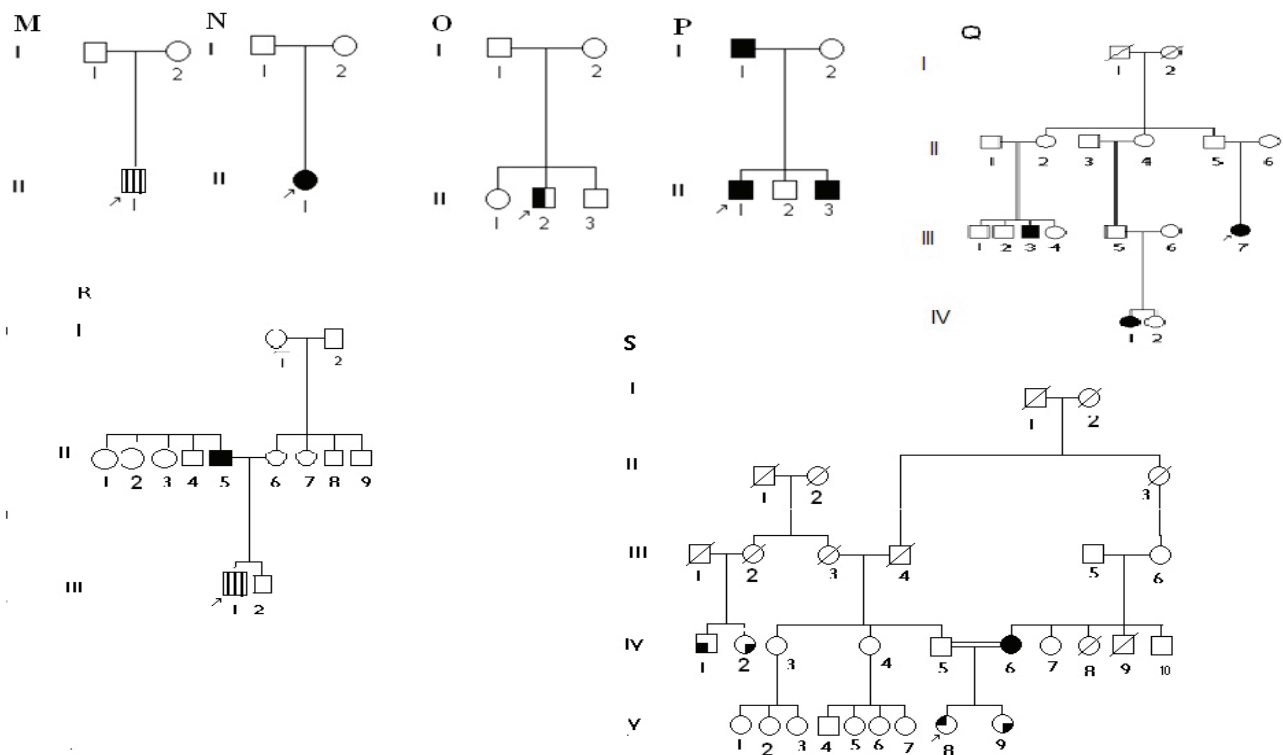 M N O P Q
I I I I
1 2 1 2 1 2 1 2
I
1 2
II
1 2 3 4 5 6
II II II II
1 1 1 2 3 1 2 3
III
1 2 3 4 5 6 7
IV
1 2
R
I
1 2
II
1 2 3 4 5 6 7 8 9
III
1 2
S
I
1 2
II
1 2 3
III
1 2 3 4 5 6
IV
1 2 3 4 5 6 7 8 9 10
V
1 2 3 4 5 6 7 8 9